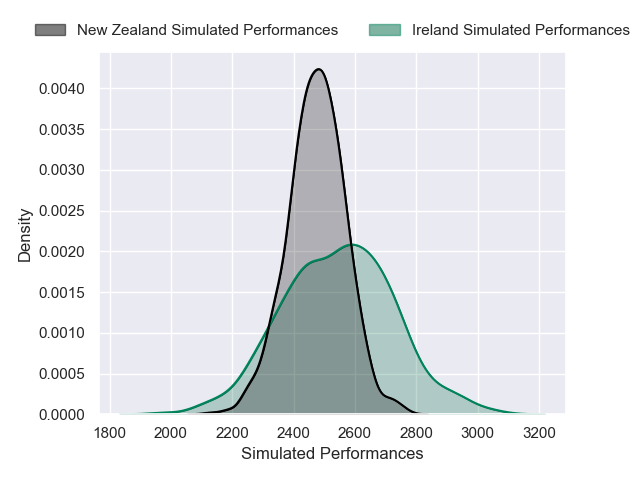 New Zealand Simulated Performances Ireland Simulated Performances
0.0040
0.0035
0.0030
0.0025
0.0020
0.0015
0.0010
0.0005
0.0000
Density
1800 2000 2200 2400 2600 2800 3000 3200
Simulated Performances